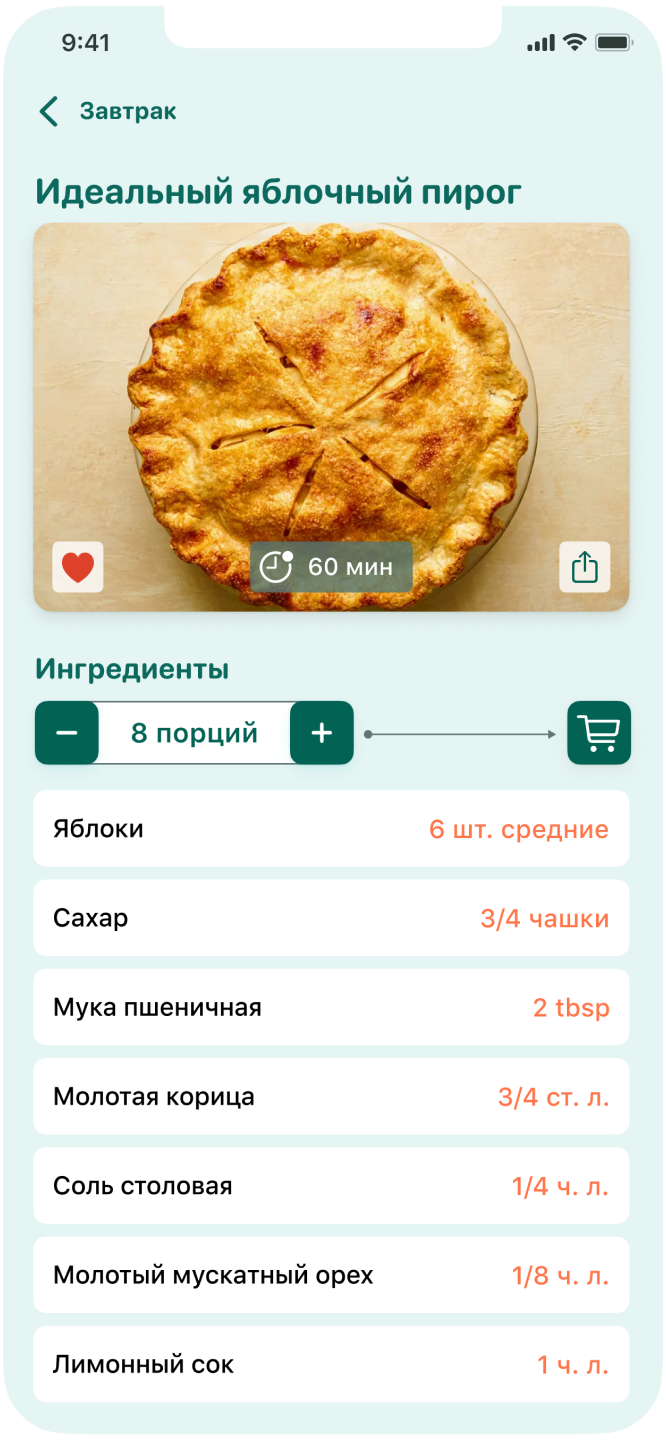 9:41
Завтрак
Идеальный яблочный пирог
60 мин
Ингредиенты
− 8 порций +
Яблоки 6 шт. средние
Сахар 3/4 чашки
Мука пшеничная 2 tbsp
Молотая корица 3/4 ст. л.
Соль столовая 1/4 ч. л.
Молотый мускатный орех 1/8 ч. л.
Лимонный сок 1 ч. л.